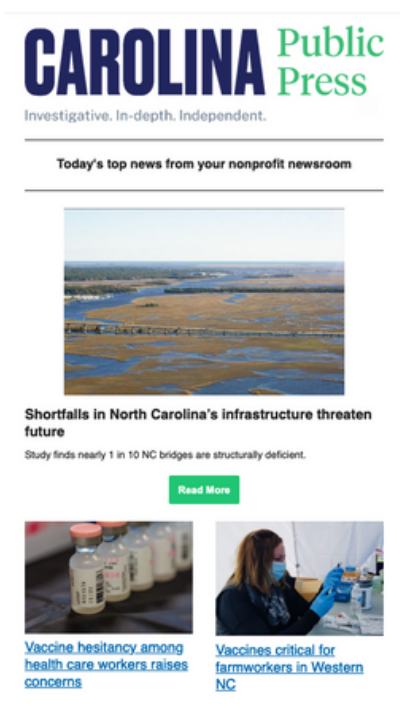 CAROLINA Public
Press
Investigative. In-depth. Independent.
Today's top news from your nonprofit newsroom
Shortfalls in North Carolina's infrastructure threaten
future
Study finds nearly 1 in 10 NC bridges are structurally deficient.
Read More
Vaccine hesitancy among
health care workers raises
concerns
Vaccines critical for
farmworkers in Western
NC